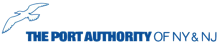 THE PORT AUTHORITY OF NY & NJ